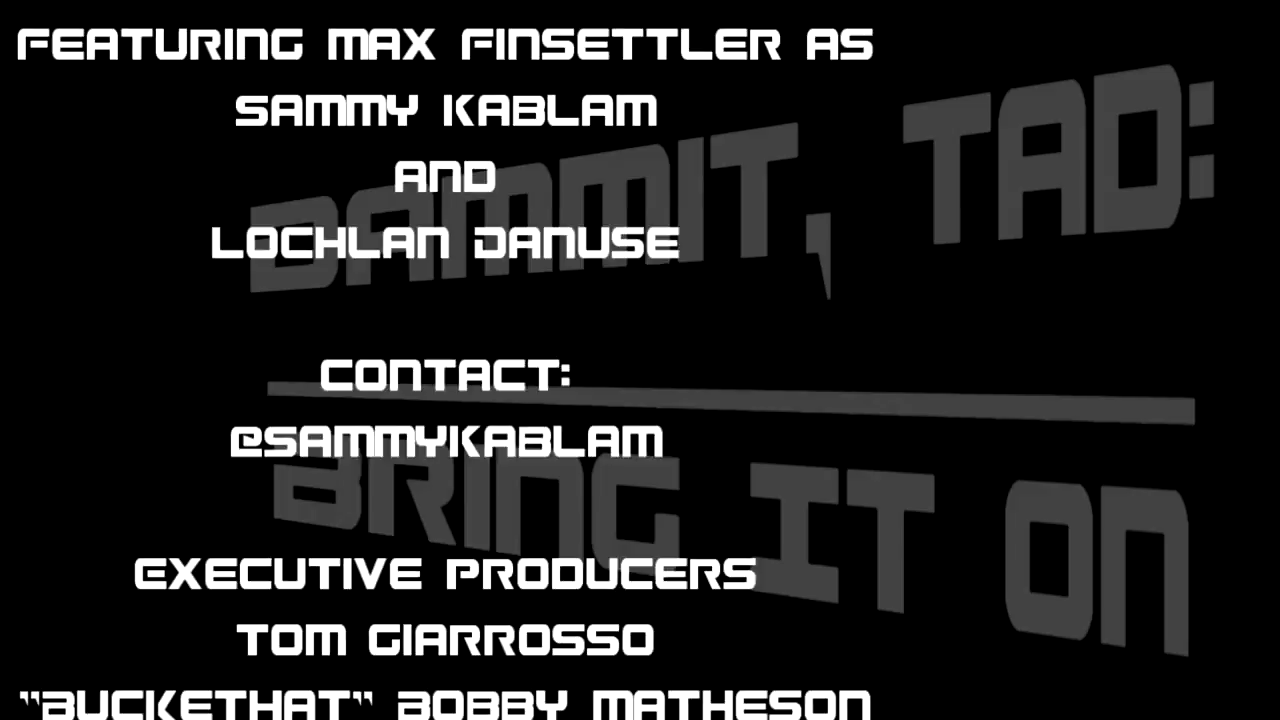 FEATURING MAX FINSETTLER AS
SAMMY KABLAM
AND
LOCHLAN DANUSE
CONTACT:
@SAMMYKABLAM
EXECUTIVE PRODUCERS
TOM GIARROSSO
"BUCKETHAT" BOBBY MATHESON
DAMMIT, TAD:
BRING IT ON